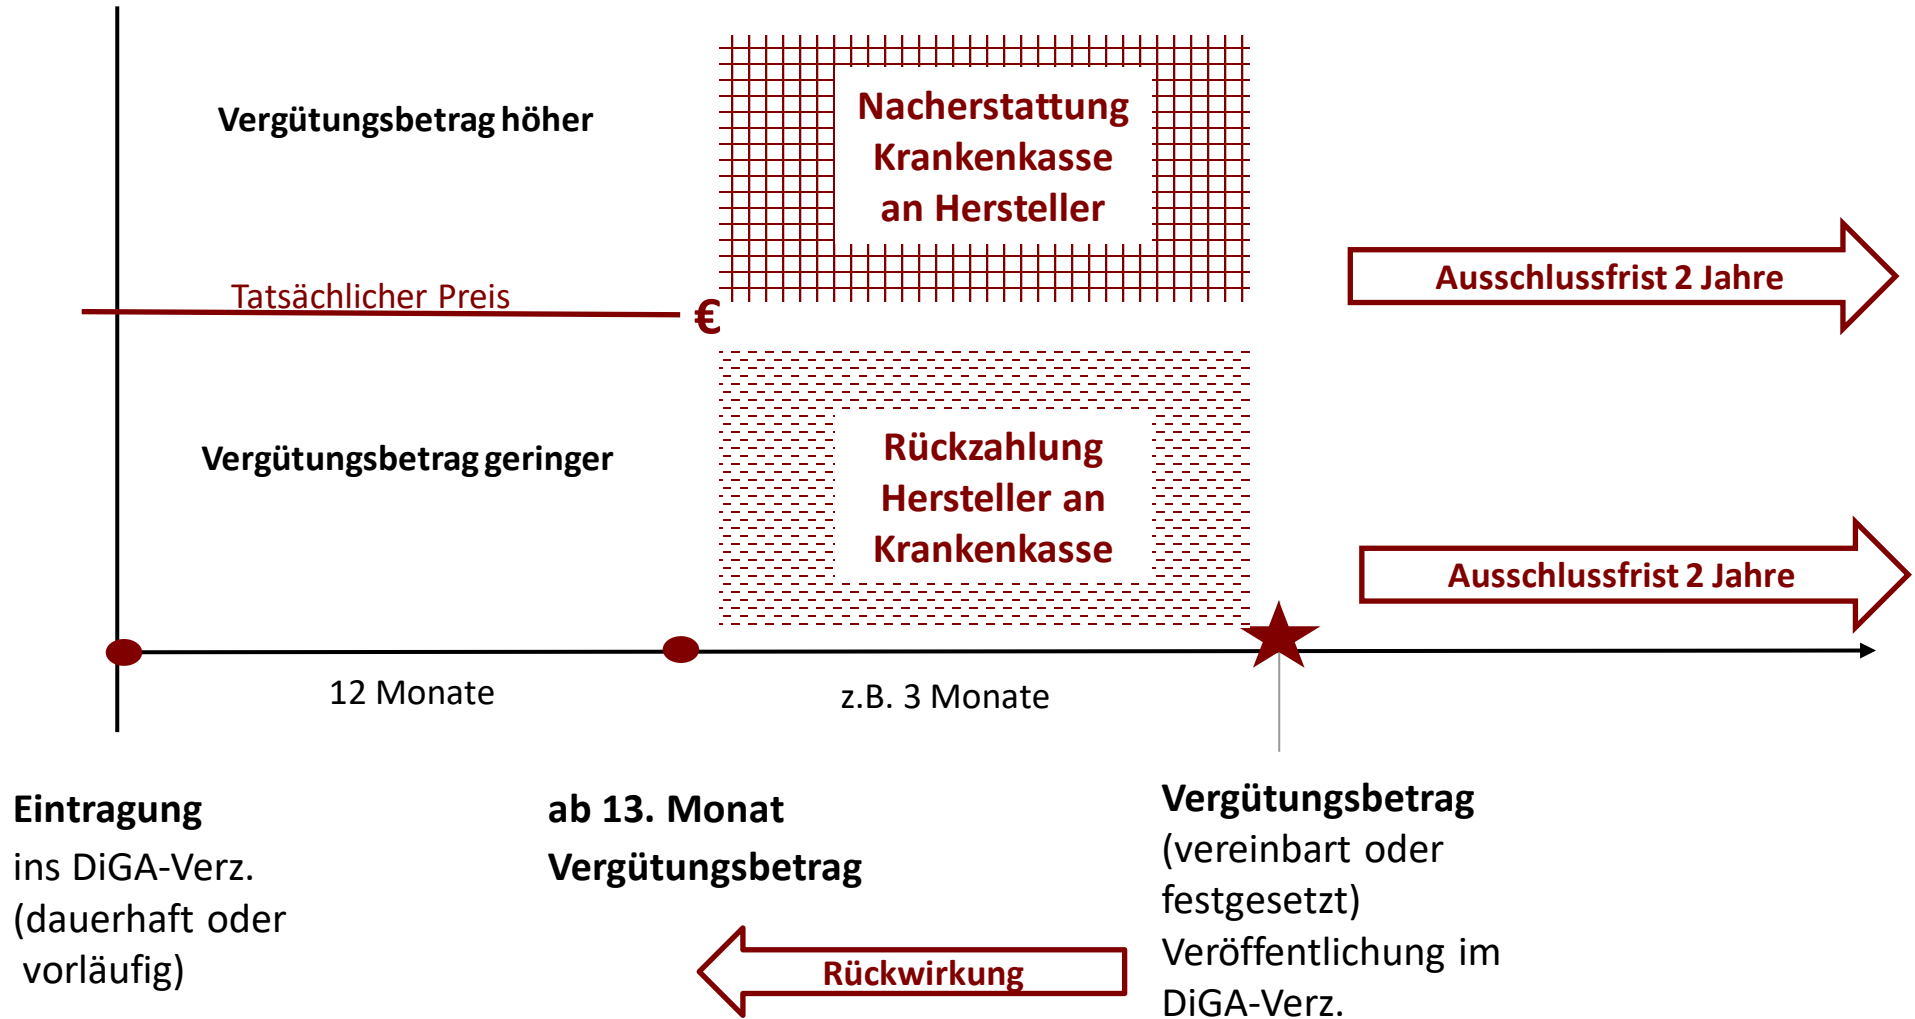 Vergütungsbetrag höher
Nacherstattung
Krankenkasse
an Hersteller
Tatsächlicher Preis
€
Ausschlussfrist 2 Jahre
Vergütungsbetrag geringer
Rückzahlung
Hersteller an
Krankenkasse
Ausschlussfrist 2 Jahre
12 Monate
z.B. 3 Monate
Eintragung
ins DiGA-Verz.
(dauerhaft oder
vorläufig)
ab 13. Monat
Vergütungsbetrag
Rückwirkung
Vergütungsbetrag
(vereinbart oder
festgesetzt)
Veröffentlichung im
DiGA-Verz.